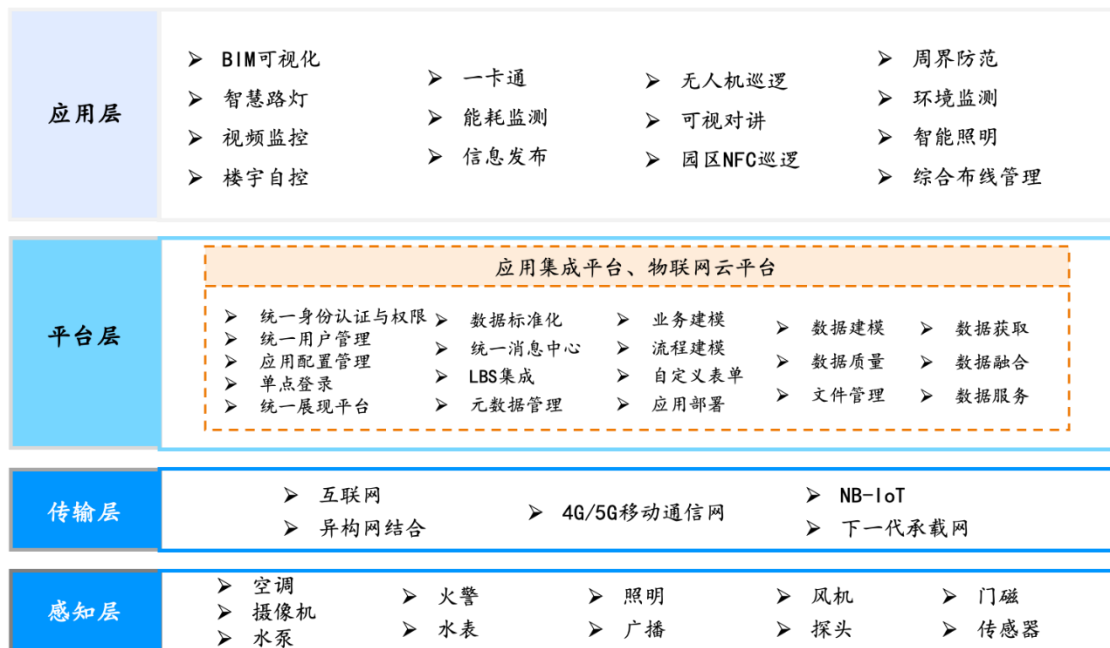 应用层
BIM可视化
智慧路灯
视频监控
楼宇自控
一卡通
能耗监测
信息发布
无人机巡逻
可视对讲
园区NFC巡逻
周界防范
环境监测
智能照明
综合布线管理
平台层
应用集成平台、物联网云平台
统一身份认证与权限
统一用户管理
应用配置管理
单点登录
统一展现平台
数据标准化
统一消息中心
LBS集成
元数据管理
业务建模
流程建模
自定义表单
应用部署
数据建模
数据质量
文件管理
数据获取
数据融合
数据服务
传输层
互联网
异构网结合
4G/5G移动通信网
NB-IoT
下一代承载网
感知层
空调
摄像机
水泵
火警
水表
照明
广播
风机
探头
门磁
传感器